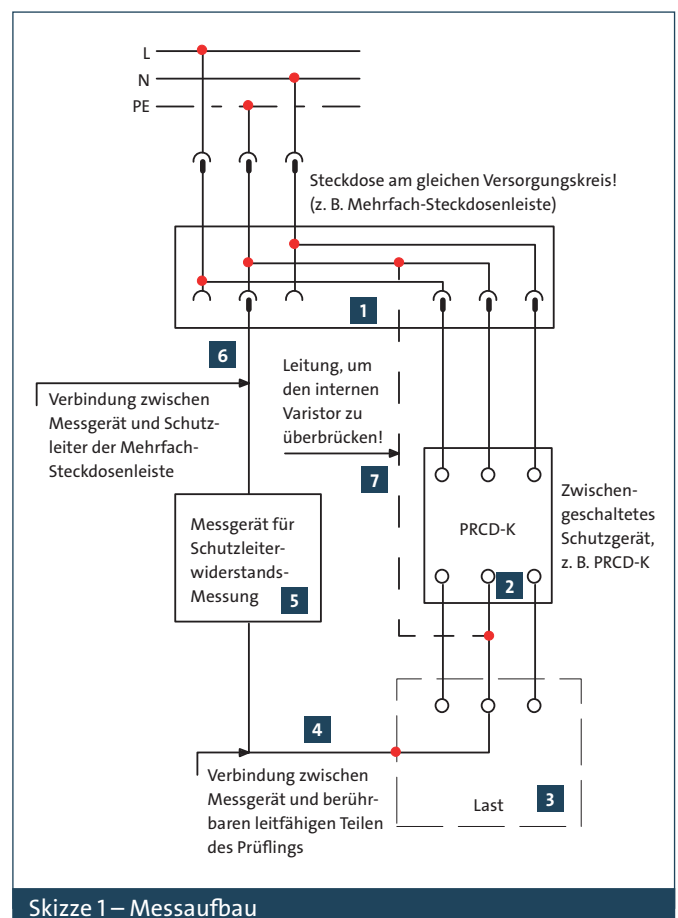 L
N
PE
Steckdose am gleichen Versorgungskreis!
(z. B. Mehrfach-Steckdosenleiste)
1
6
Verbindung zwischen
Messgerät und Schutz-
leiter der Mehrfach-
Steckdosenleiste
Leitung, um
den internen
Varistor zu
überbrücken!
7
PRCD-K
2
Zwischen-
geschaltetes
Schutzgerät,
z. B. PRCD-K
Messgerät für
Schutzleiter-
widerstands-
Messung
5
4
Verbindung zwischen
Messgerät und berühr-
baren leitfähigen Teilen
des Prüflings
Last
3
Skizze 1 – Messaufbau